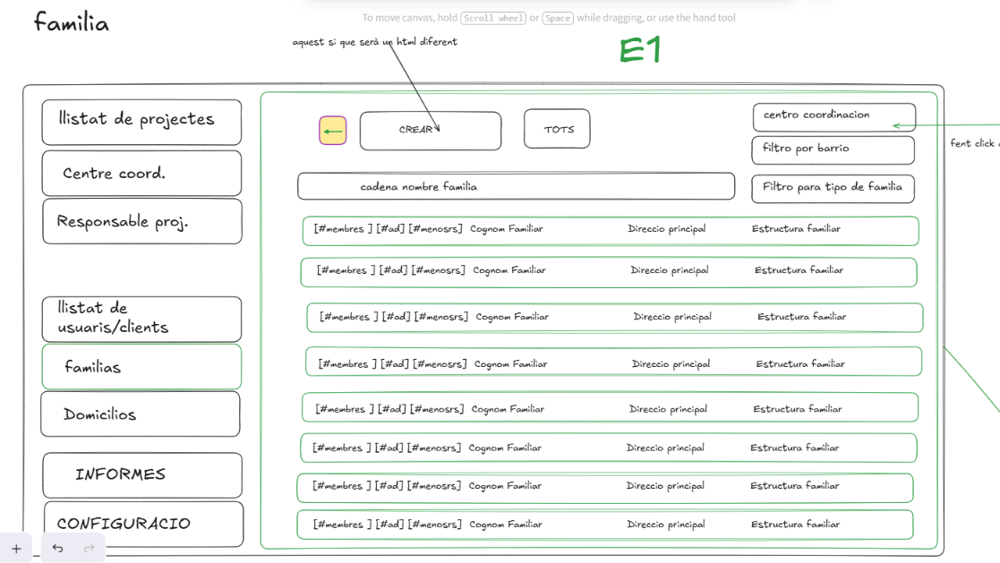 familia
To move canvas, hold Scroll wheel or Space while dragging, or use the hand tool
aquest si que serà un html diferent
E1
llistat de projectes
Centre coord.
Responsable proj.
llistat de
usuaris/clients
familias
Domicilios
INFORMES
CONFIGURACIO
CREAR
TOTS
centro coordinacion
filtro por barrio
Filtro para tipo de familia
fent click
cadena nombre familia
[#membres ] [#ad] [#menosrs] Cognom Familiar Direccio principal Estructura familiar
[#membres ] [#ad] [#menosrs] Cognom Familiar Direccio principal Estructura familiar
[#membres ] [#ad] [#menosrs] Cognom Familiar Direccio principal Estructura familiar
[#membres ] [#ad] [#menosrs] Cognom Familiar Direccio principal Estructura familiar
[#membres ] [#ad] [#menosrs] Cognom Familiar Direccio principal Estructura familiar
[#membres ] [#ad] [#menosrs] Cognom Familiar Direccio principal Estructura familiar
[#membres ] [#ad] [#menosrs] Cognom Familiar Direccio principal Estructura familiar
[#membres ] [#ad] [#menosrs] Cognom Familiar Direccio principal Estructura familiar